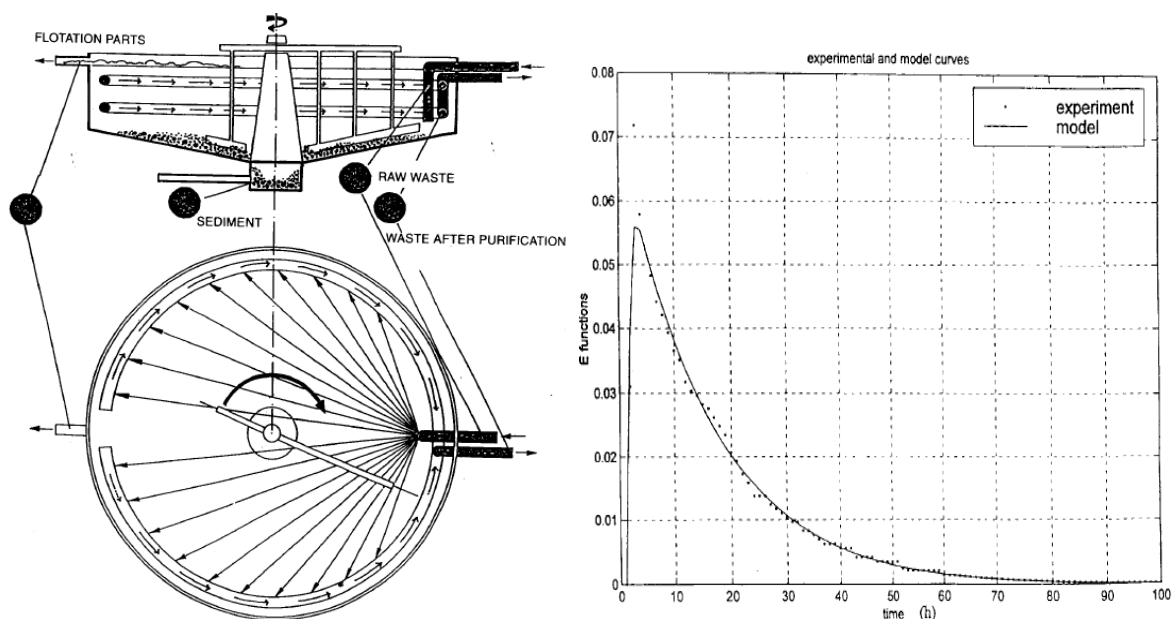 FLOTATION PARTS
RAW WASTE
SEDIMENT
WASTE AFTER PURIFICATION
experimental and model curves
experiment
model
E functions
0.08
0.07
0.06
0.05
0.04
0.03
0.02
0.01
0
0 10 20 30 40 50 60 70 80 90 100
time (h)